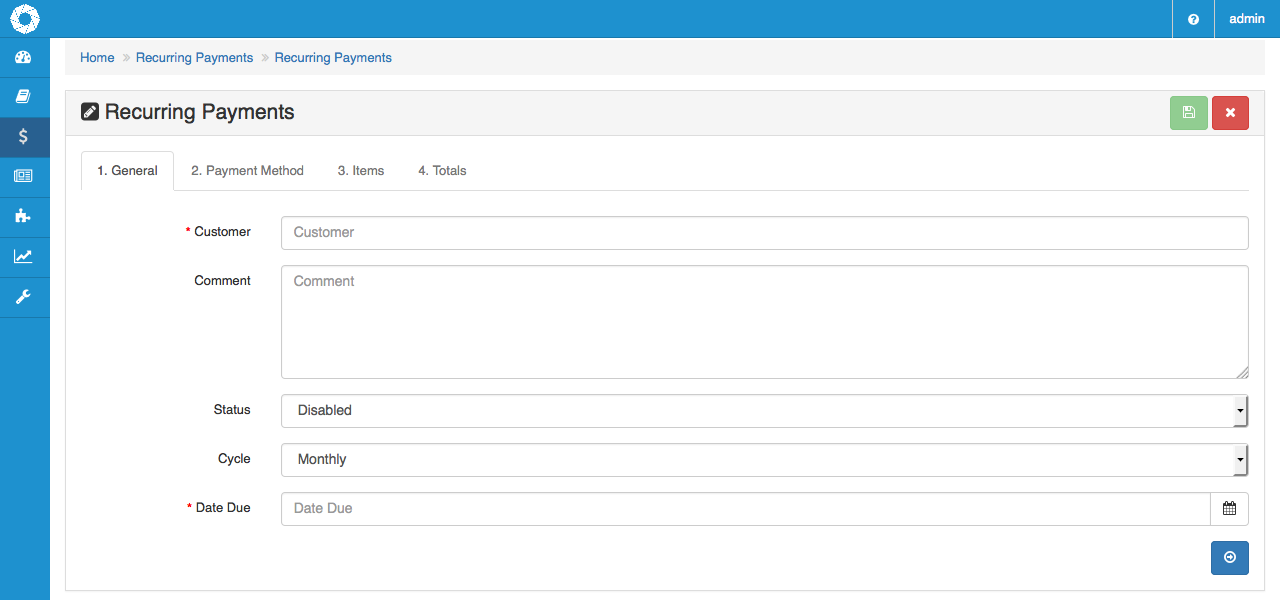 admin
Home » Recurring Payments » Recurring Payments
Recurring Payments
1. General 2. Payment Method 3. Items 4. Totals
* Customer Customer
Comment Comment
Status Disabled
Cycle Monthly
* Date Due Date Due